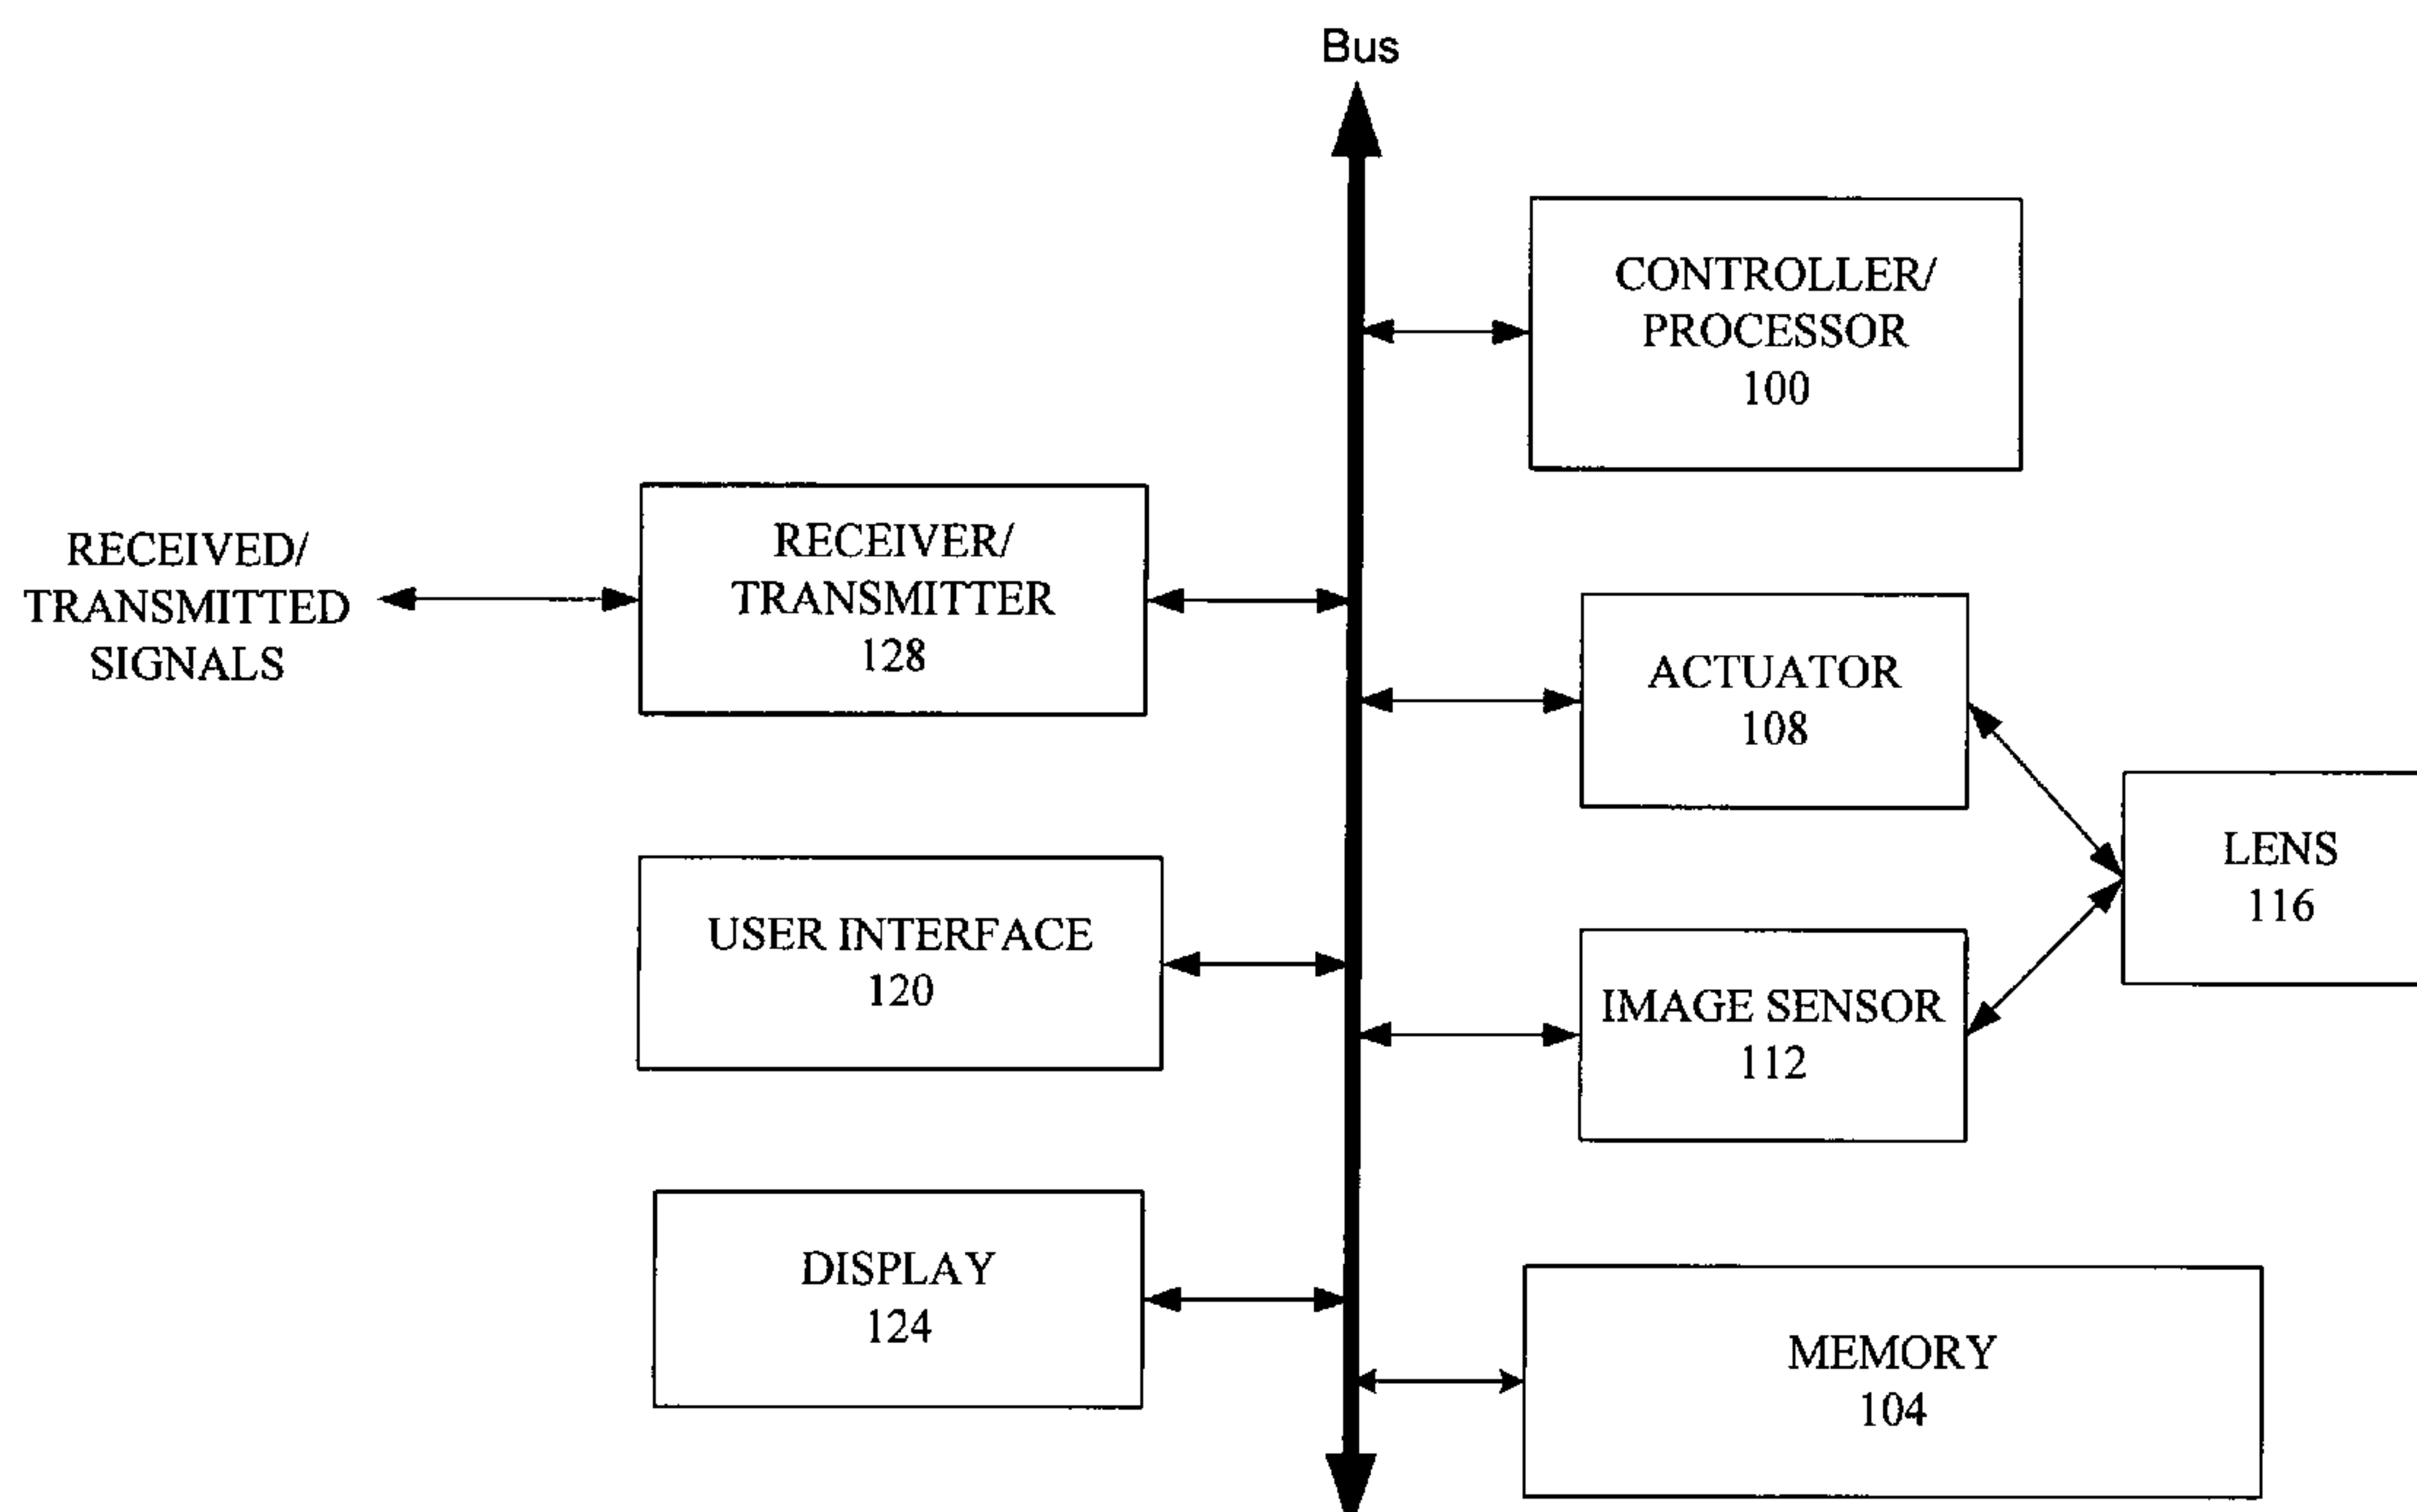 Bus
CONTROLLER/
PROCESSOR
100
RECEIVED/
TRANSMITTED
SIGNALS
RECEIVER/
TRANSMITTER
128
ACTUATOR
108
LENS
116
USER INTERFACE
120
IMAGE SENSOR
112
DISPLAY
124
MEMORY
104